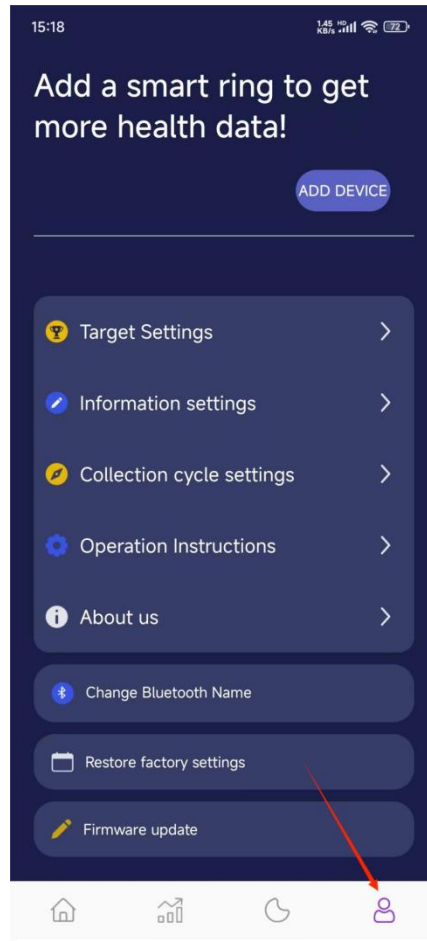 15:18
1.45 KB/s HD 72
Add a smart ring to get
more health data!
ADD DEVICE
Target Settings
Information settings
Collection cycle settings
Operation Instructions
About us
Change Bluetooth Name
Restore factory settings
Firmware update